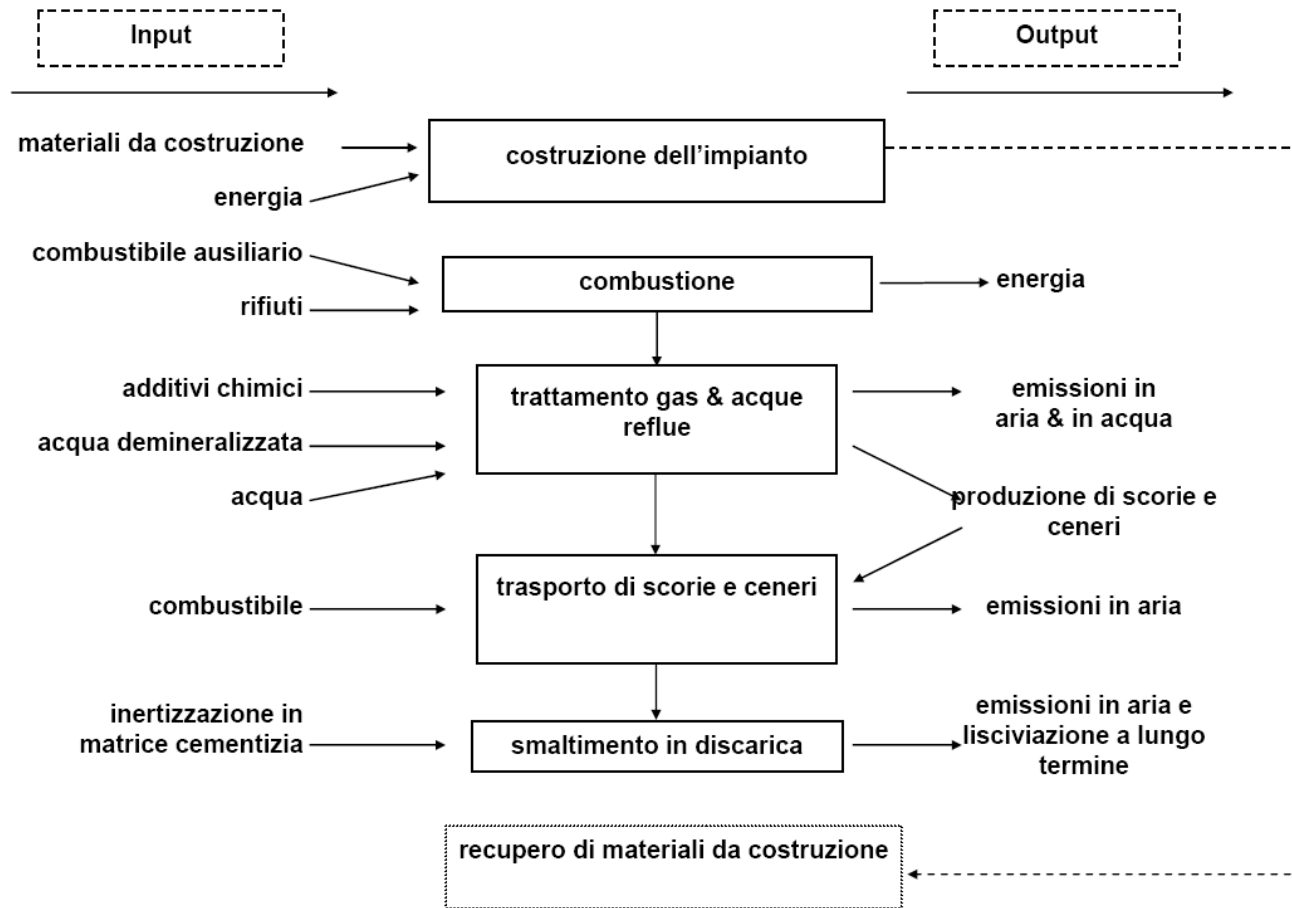 Input
Output
materiali da costruzione
costruzione dell’impianto
energia
combustibile ausiliario
combustione
energia
rifiuti
additivi chimici
trattamento gas & acque
reflue
emissioni in
aria & in acqua
acqua demineralizzata
acqua
produzione di scorie e
ceneri
trasporto di scorie e ceneri
combustibile
emissioni in aria
inertizzazione in
matrice cementizia
smaltimento in discarica
emissioni in aria e
lisciviazione a lungo
termine
recupero di materiali da costruzione